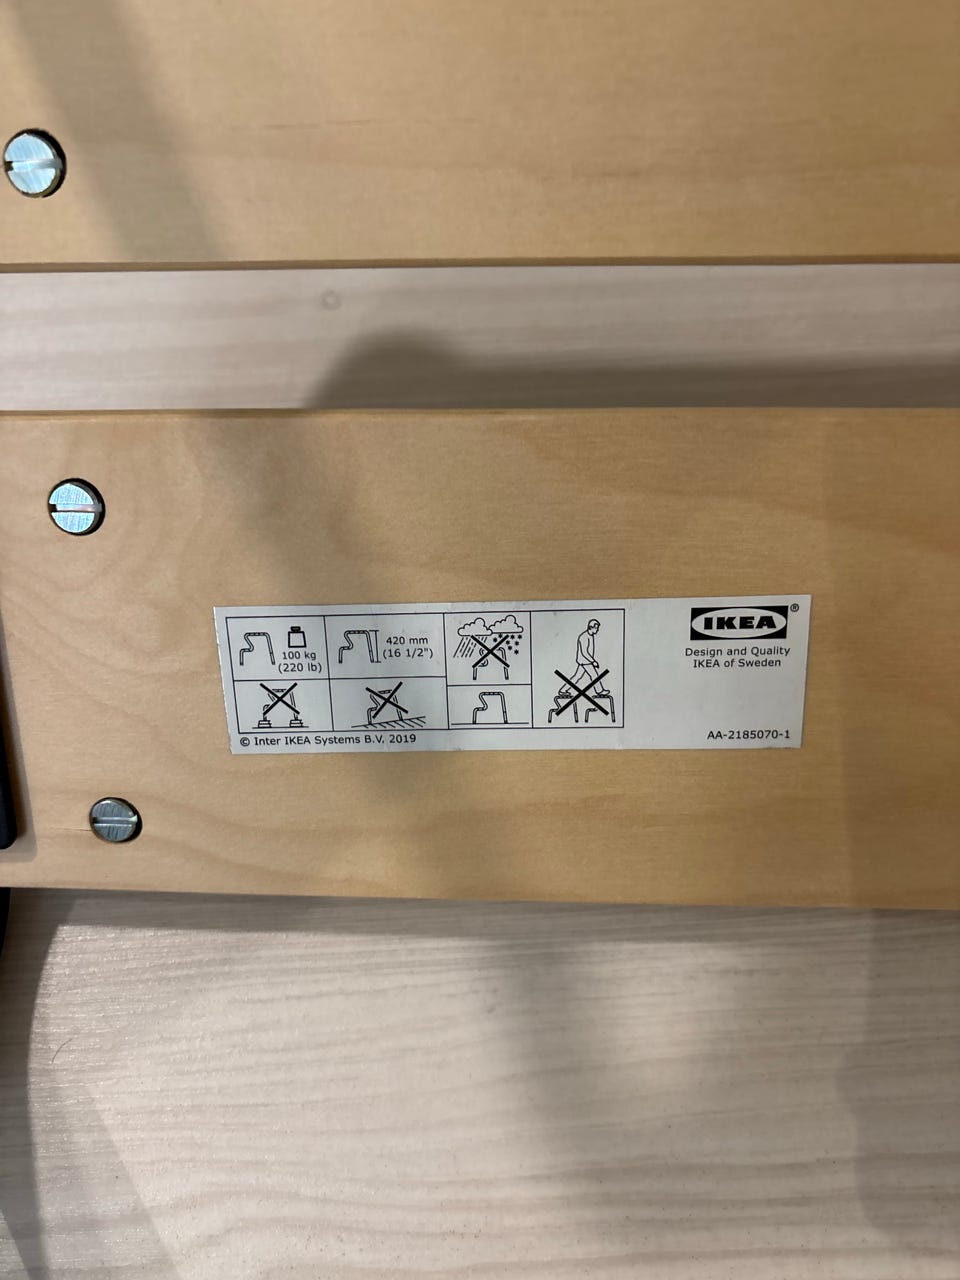 100 kg
(220 lb)
420 mm
(16 1/2")
IKEA®
Design and Quality
IKEA of Sweden
© Inter IKEA Systems B.V. 2019
AA-2185070-1